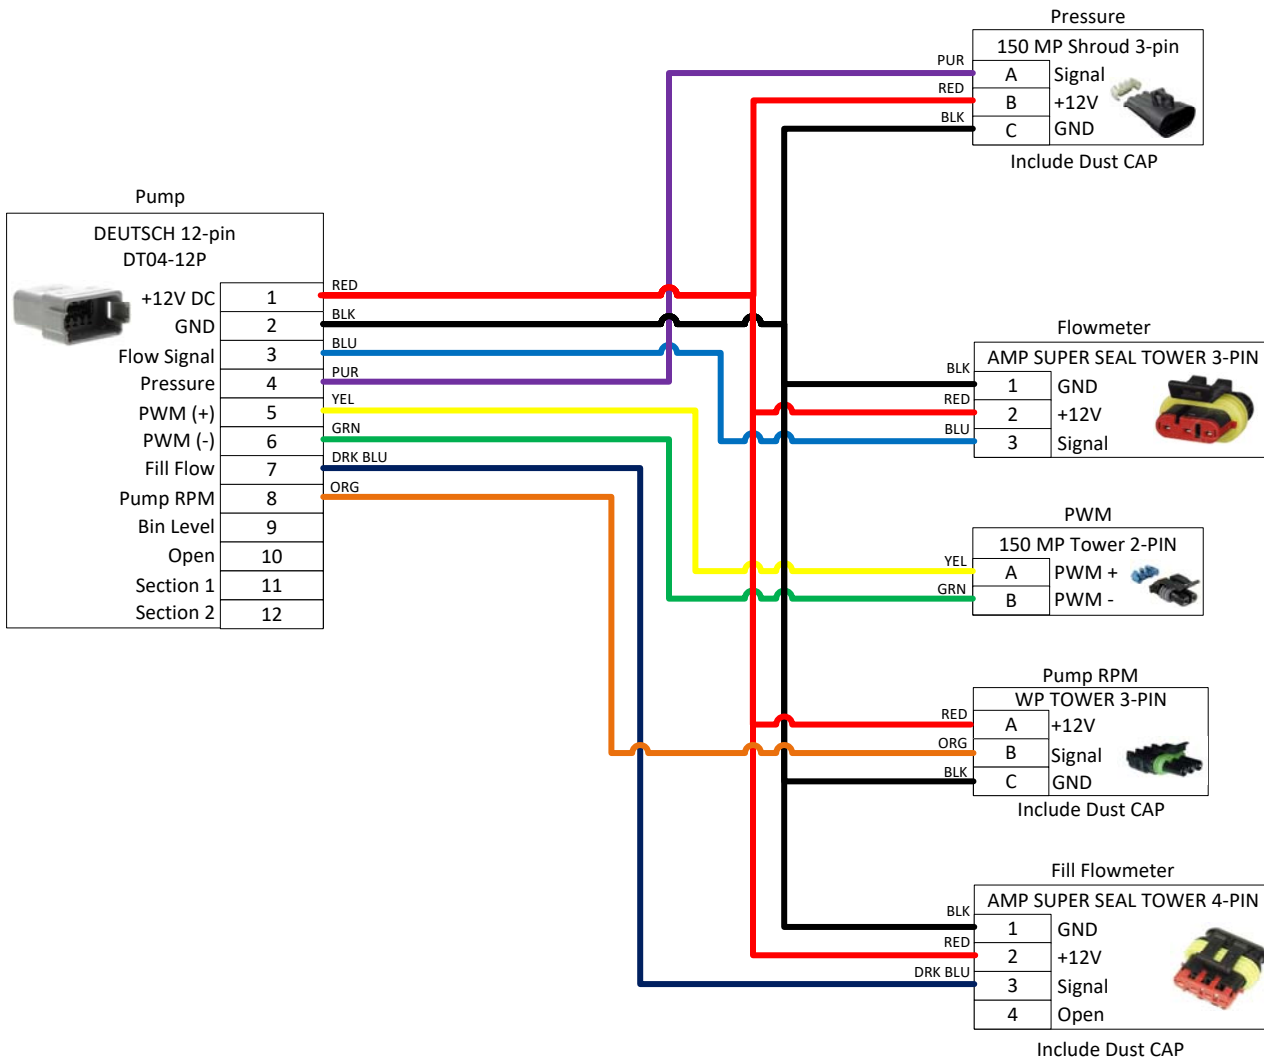 Pump
DEUTSCH 12-pin
DT04-12P
+12V DC 1 RED
GND 2 BLK
Flow Signal 3 BLU
Pressure 4 PUR
PWM (+) 5 YEL
PWM (-) 6 GRN
Fill Flow 7 DRK BLU
Pump RPM 8 ORG
Bin Level 9
Open 10
Section 1 11
Section 2 12
Pressure
150 MP Shroud 3-pin
PUR A Signal
RED B +12V
BLK C GND
Include Dust CAP
Flowmeter
AMP SUPER SEAL TOWER 3-PIN
BLK 1 GND
RED 2 +12V
BLU 3 Signal
PWM
150 MP Tower 2-PIN
YEL A PWM +
GRN B PWM -
Pump RPM
WP TOWER 3-PIN
RED A +12V
ORG B Signal
BLK C GND
Include Dust CAP
Fill Flowmeter
AMP SUPER SEAL TOWER 4-PIN
BLK 1 GND
RED 2 +12V
DRK BLU 3 Signal
4 Open
Include Dust CAP